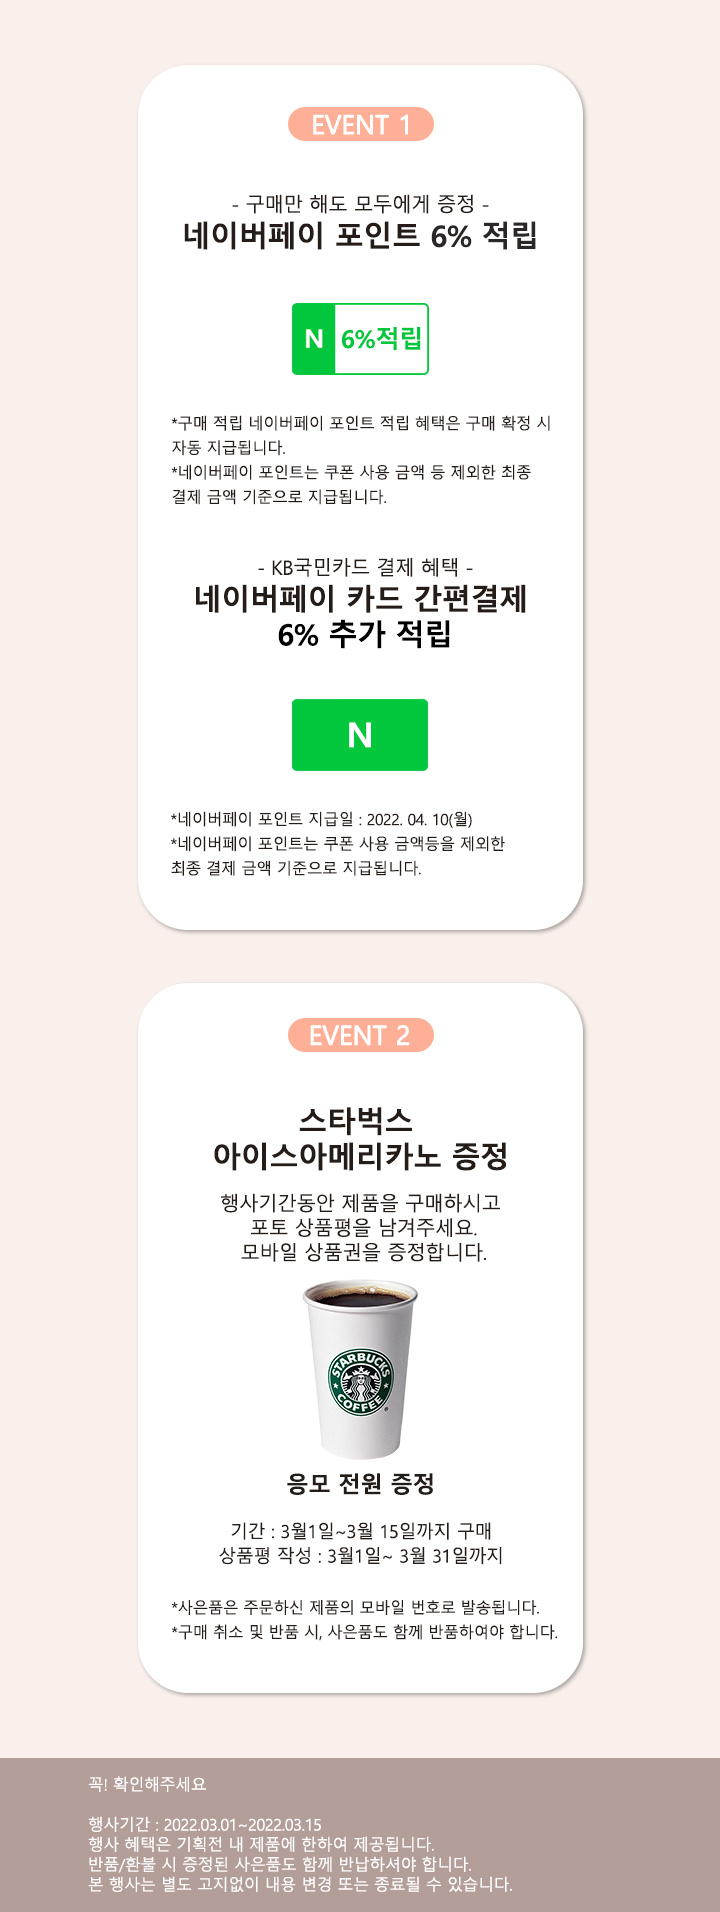 EVENT 1
- 구매만 해도 모두에게 증정 -
네이버페이 포인트 6% 적립
N 6%적립
*구매 적립 네이버페이 포인트 적립 혜택은 구매 확정 시
자동 지급됩니다.
*네이버페이 포인트는 쿠폰 사용 금액 등 제외한 최종
결제 금액 기준으로 지급됩니다.
- KB국민카드 결제 혜택 -
네이버페이 카드 간편결제
6% 추가 적립
N
*네이버페이 포인트 지급일 : 2022. 04. 10(월)
*네이버페이 포인트는 쿠폰 사용 금액등을 제외한
최종 결제 금액 기준으로 지급됩니다.
EVENT 2
스타벅스
아이스아메리카노 증정
행사기간동안 제품을 구매하시고
포토 상품평을 남겨주세요.
모바일 상품권을 증정합니다.
STARBUCKS
COFFEE
응모 전원 증정
기간 : 3월1일~3월 15일까지 구매
상품평 작성 : 3월1일~ 3월 31일까지
*사은품은 주문하신 제품의 모바일 번호로 발송됩니다.
*구매 취소 및 반품 시, 사은품도 함께 반품하여야 합니다.
꼭! 확인해주세요
행사기간 : 2022.03.01~2022.03.15
행사 혜택은 기획전 내 제품에 한하여 제공됩니다.
반품/환불 시 증정된 사은품도 함께 반납하셔야 합니다.
본 행사는 별도 고지없이 내용 변경 또는 종료될 수 있습니다.